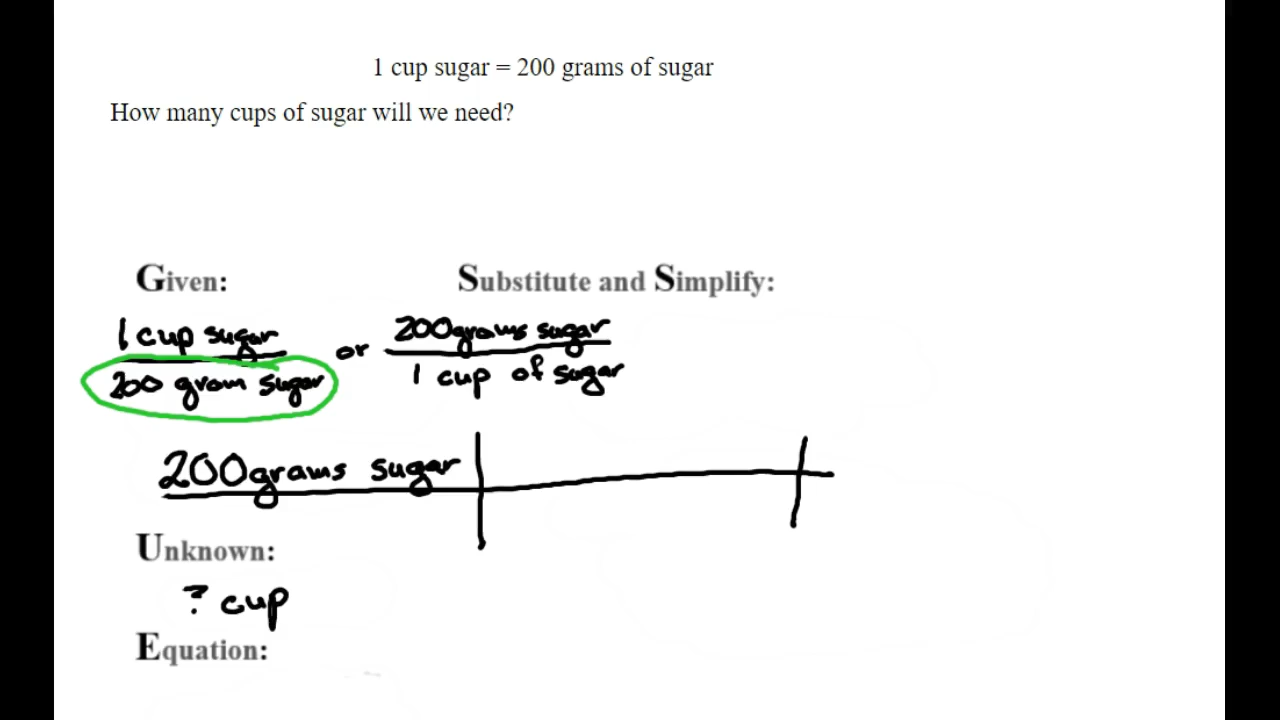 1 cup sugar = 200 grams of sugar
How many cups of sugar will we need?
Given: Substitute and Simplify:
1 cup sugar or 200grams sugar
200 gram sugar 1 cup of sugar
200grams sugar
Unknown:
? cup
Equation: